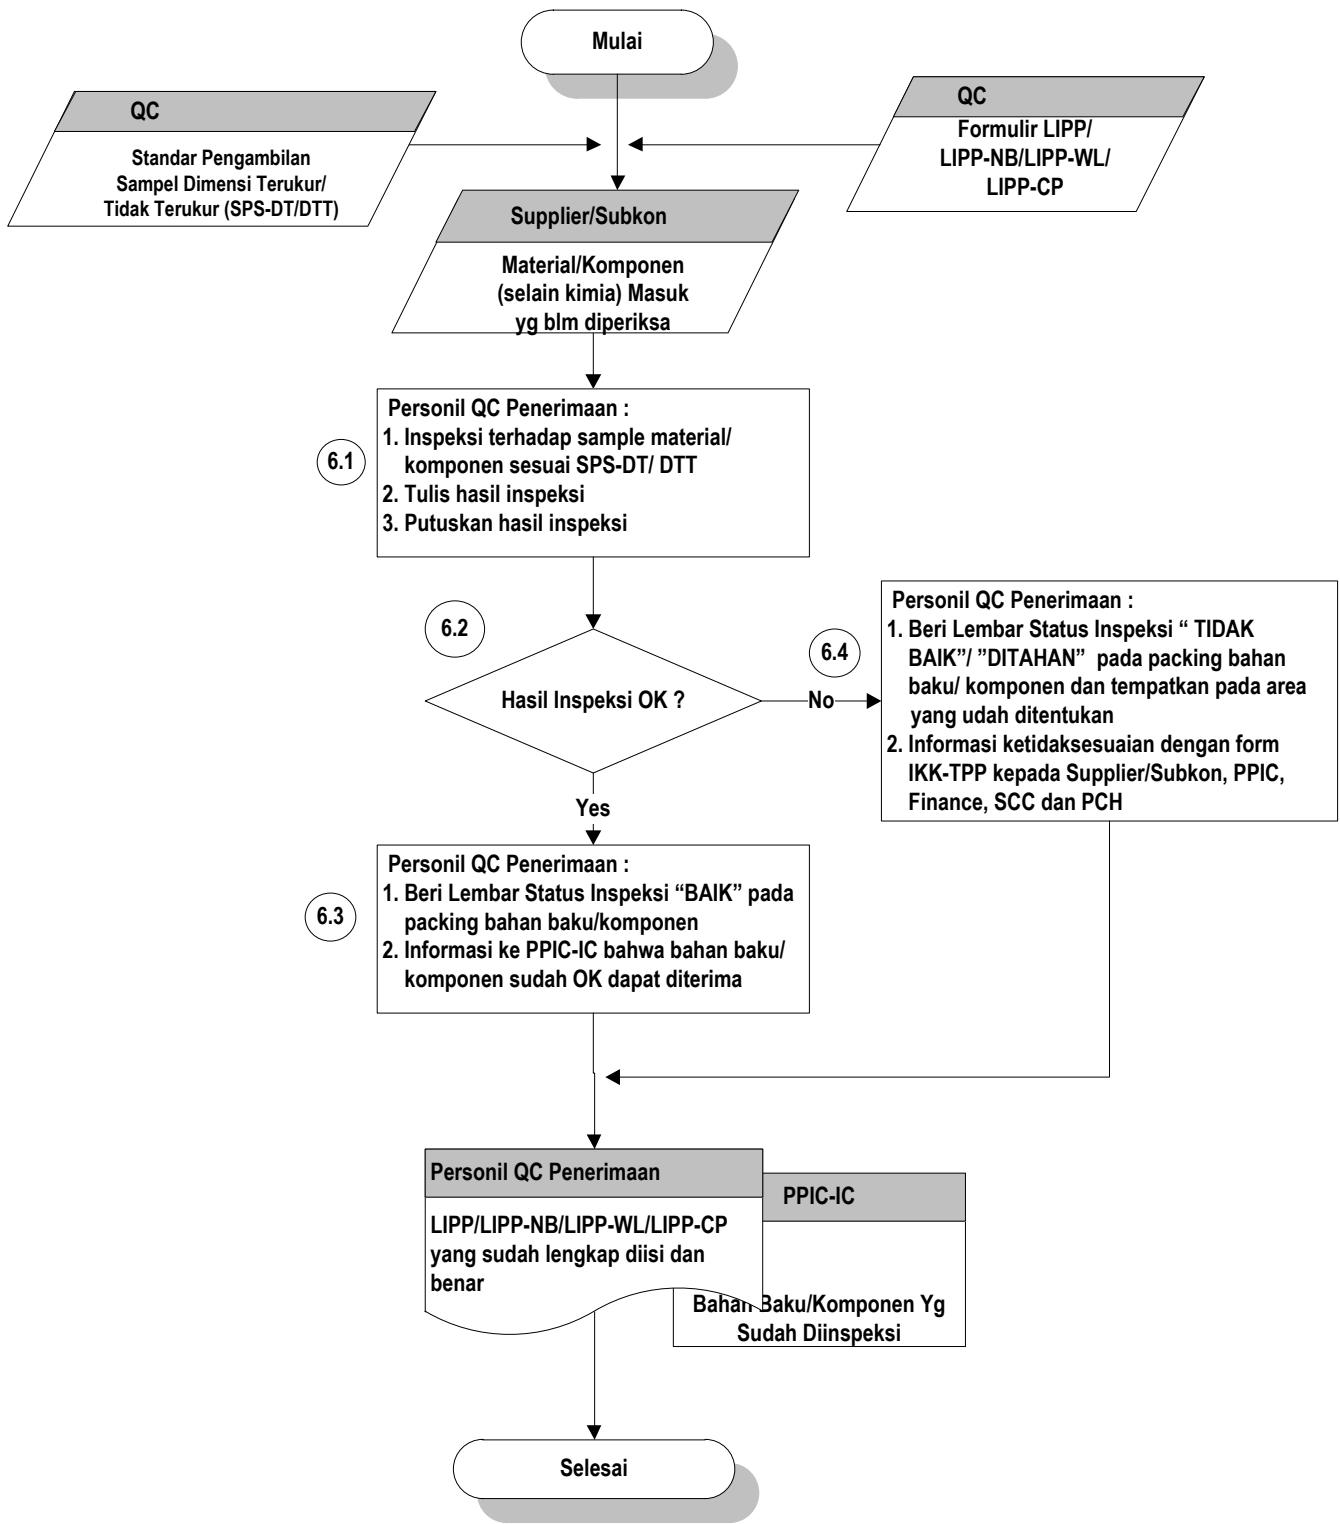 Mulai
QC
Standar Pengambilan
Sampel Dimensi Terukur/
Tidak Terukur (SPS-DT/DTT)
QC
Formulir LIPP/
LIPP-NB/LIPP-WL/
LIPP-CP
Supplier/Subkon
Material/Komponen
(selain kimia) Masuk
yg blm diperiksa
6.1
Personil QC Penerimaan :
1. Inspeksi terhadap sample material/
komponen sesuai SPS-DT/ DTT
2. Tulis hasil inspeksi
3. Putuskan hasil inspeksi
6.2
Hasil Inspeksi OK ?
No
6.4
Personil QC Penerimaan :
1. Beri Lembar Status Inspeksi “ TIDAK
BAIK”/ ”DITAHAN” pada packing bahan
baku/ komponen dan tempatkan pada area
yang udah ditentukan
2. Informasi ketidaksesuaian dengan form
IKK-TPP kepada Supplier/Subkon, PPIC,
Finance, SCC dan PCH
Yes
6.3
Personil QC Penerimaan :
1. Beri Lembar Status Inspeksi “BAIK” pada
packing bahan baku/komponen
2. Informasi ke PPIC-IC bahwa bahan baku/
komponen sudah OK dapat diterima
Personil QC Penerimaan
LIPP/LIPP-NB/LIPP-WL/LIPP-CP
yang sudah lengkap diisi dan
benar
PPIC-IC
Bahan Baku/Komponen Yg
Sudah Diinspeksi
Selesai